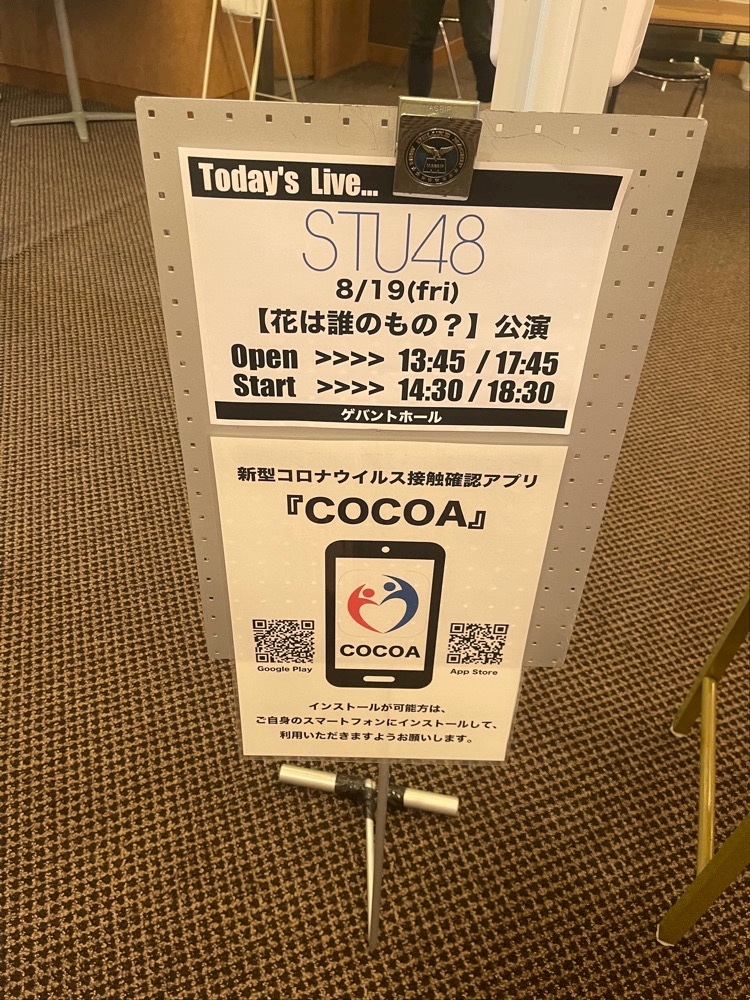 Today's Live...
STU48
8/19(fri)
【花は誰のもの？】公演
Open >>>> 13:45 / 17:45
Start >>>> 14:30 / 18:30
ゲバントホール
新型コロナウイルス接触確認アプリ
『COCOA』
COCOA
Google Play
App Store
インストールが可能方は、
ご自身のスマートフォンにインストールして、
利用いただきますようお願いします。